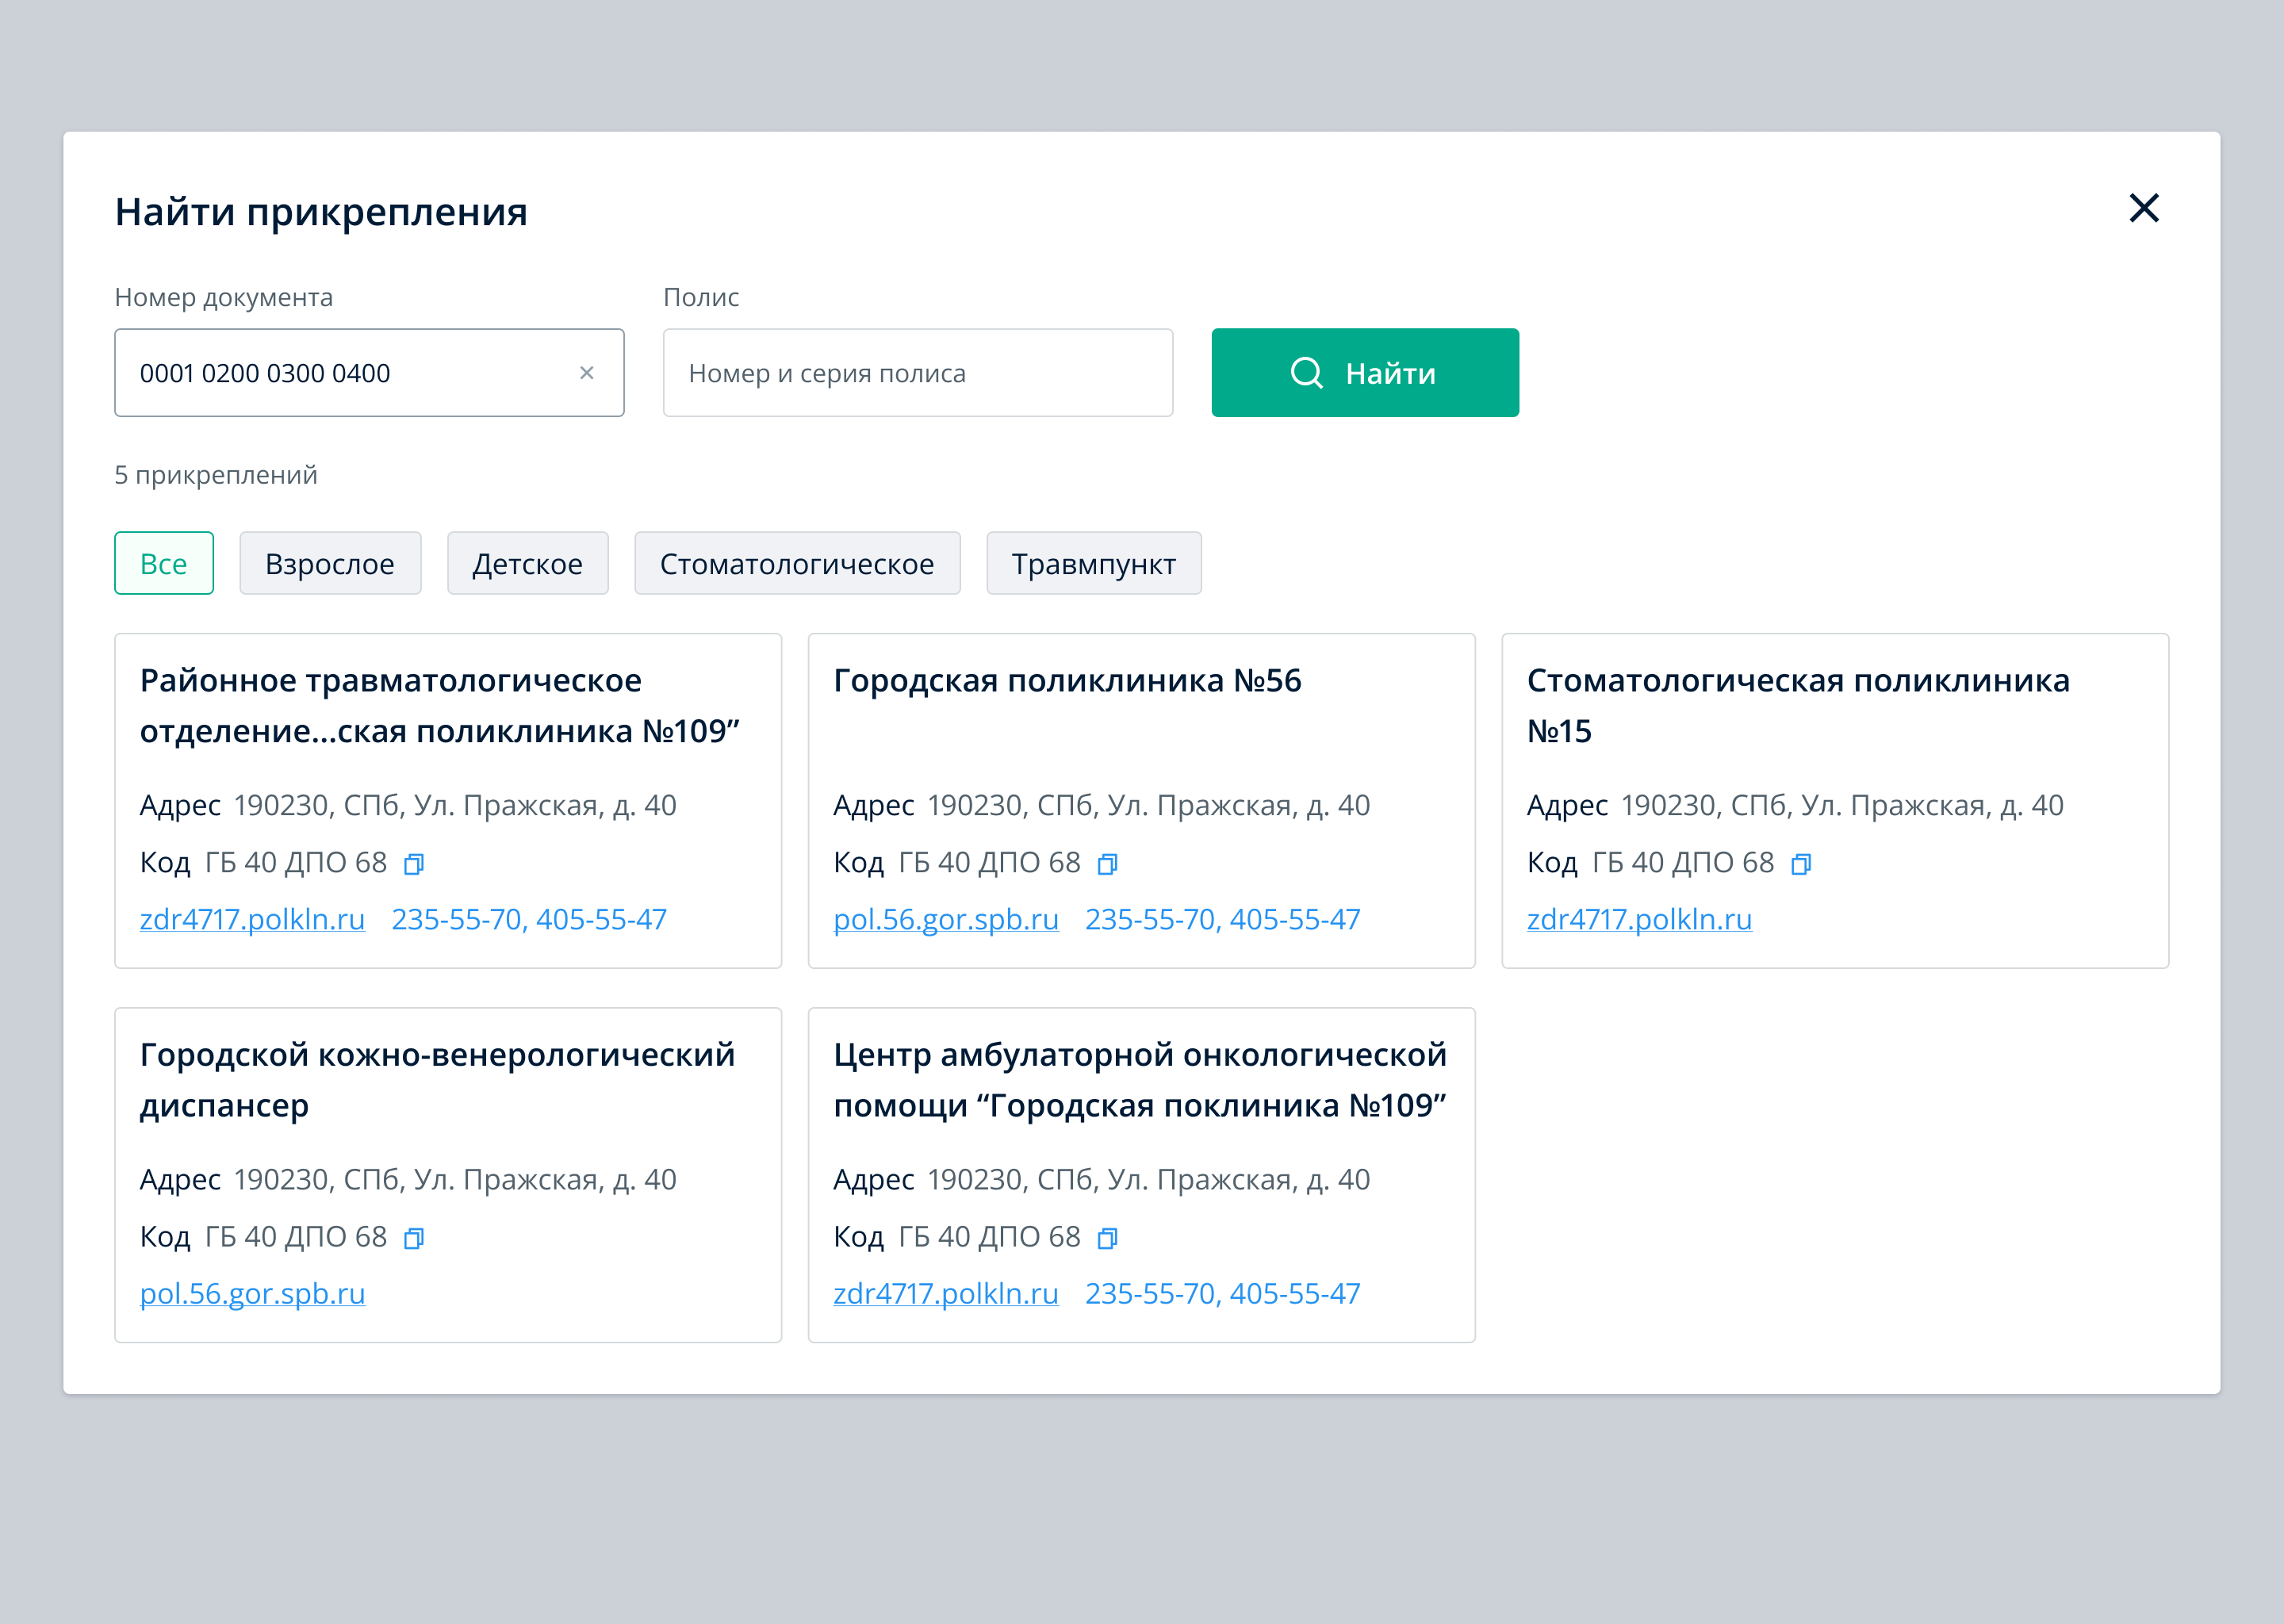 Найти прикрепления
Номер документа
Полис
0001 0200 0300 0400
Номер и серия полиса
Найти
5 прикреплений
Все
Взрослое
Детское
Стоматологическое
Травмпункт
Районное травматологическое
отделение...ская поликлиника №109”
Адрес 190230, СПб, Ул. Пражская, д. 40
Код ГБ 40 ДПО 68
zdr4717.polkln.ru 235-55-70, 405-55-47
Городская поликлиника №56
Адрес 190230, СПб, Ул. Пражская, д. 40
Код ГБ 40 ДПО 68
pol.56.gor.spb.ru 235-55-70, 405-55-47
Стоматологическая поликлиника
№15
Адрес 190230, СПб, Ул. Пражская, д. 40
Код ГБ 40 ДПО 68
zdr4717.polkln.ru
Городской кожно-венерологический
диспансер
Адрес 190230, СПб, Ул. Пражская, д. 40
Код ГБ 40 ДПО 68
pol.56.gor.spb.ru
Центр амбулаторной онкологической
помощи “Городская поклиника №109”
Адрес 190230, СПб, Ул. Пражская, д. 40
Код ГБ 40 ДПО 68
zdr4717.polkln.ru 235-55-70, 405-55-47